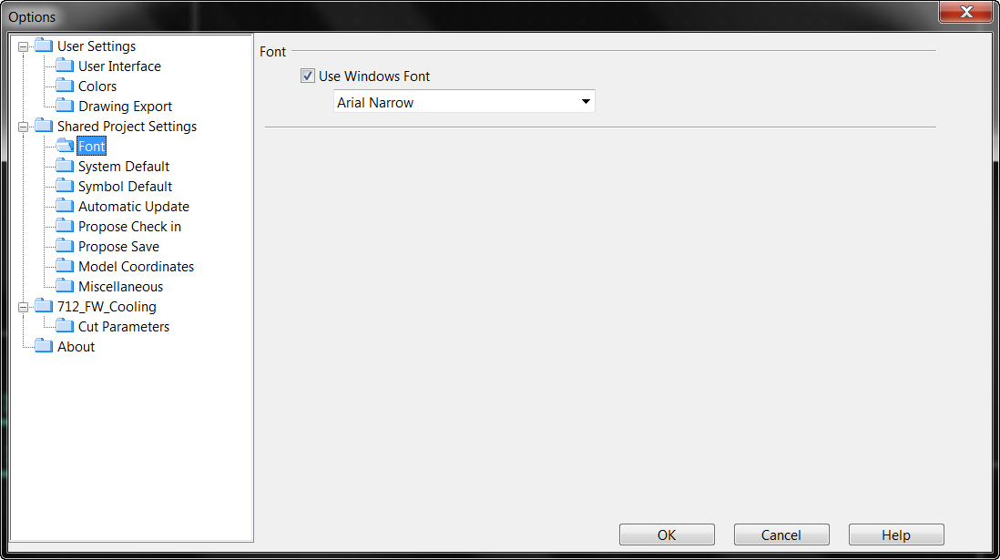 Options
User Settings
User Interface
Colors
Drawing Export
Shared Project Settings
Font
System Default
Symbol Default
Automatic Update
Propose Check in
Propose Save
Model Coordinates
Miscellaneous
712_FW_Cooling
Cut Parameters
About
Font
Use Windows Font
Arial Narrow
OK Cancel Help